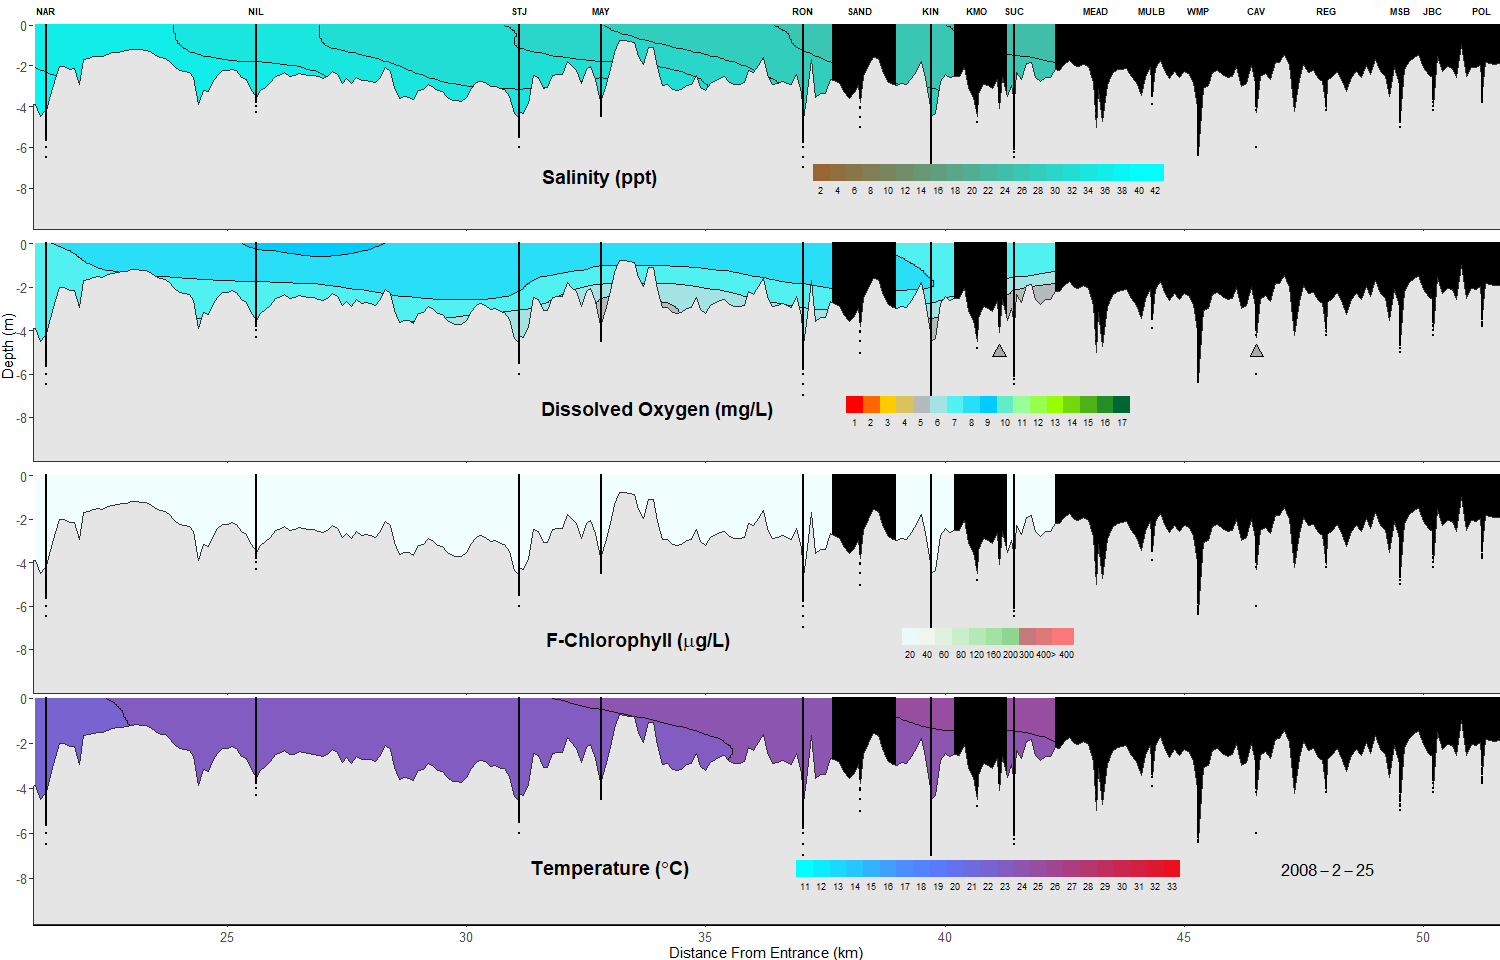 NAR NIL STJ MAY RON SAND KIN KMO SUC MEAD MULB WMP CAV REG MSB JBC POL
0
-2
-4
-6
-8
Salinity (ppt)
2 4 6 8 10 12 14 16 18 20 22 24 26 28 30 32 34 36 38 40 42
0
-2
-4
-6
-8
Depth (m)
Dissolved Oxygen (mg/L)
1 2 3 4 5 6 7 8 9 10 11 12 13 14 15 16 17
0
-2
-4
-6
-8
F-Chlorophyll (µg/L)
20 40 60 80 120 160 200 300 400 > 400
0
-2
-4
-6
-8
Temperature (°C)
11 12 13 14 15 16 17 18 19 20 21 22 23 24 25 26 27 28 29 30 31 32 33
2008 – 2 – 25
25 30 35 40 45 50
Distance From Entrance (km)